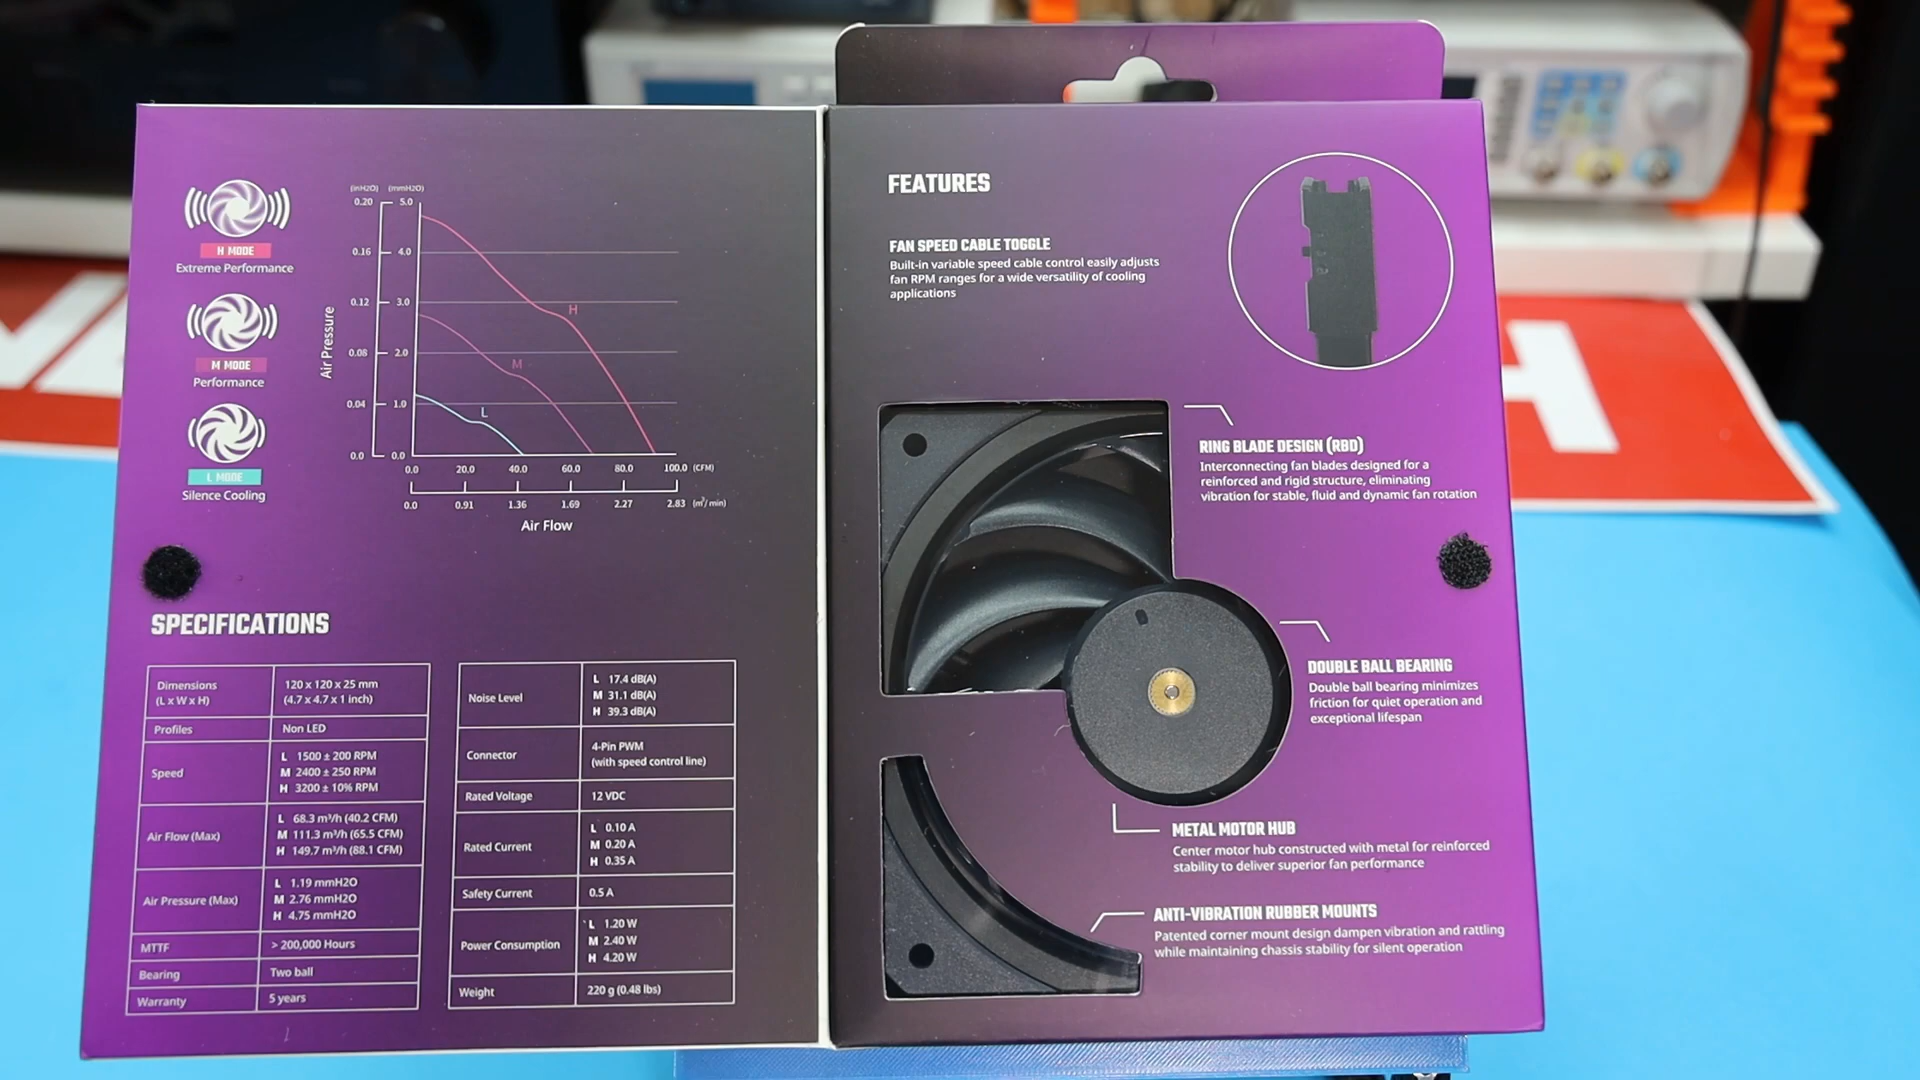 H MODE
Extreme Performance
M MODE
Performance
L MODE
Silence Cooling
(inH2O) (mmH2O)
0.20 5.0
0.16 4.0
0.12 3.0
0.08 2.0
0.04 1.0
0.0 0.0
Air Pressure
H
M
L
0.0 20.0 40.0 60.0 80.0 100.0 (CFM)
0.0 0.91 1.36 1.69 2.27 2.83 (m³/min)
Air Flow
SPECIFICATIONS
Dimensions
(L x W x H)
120 x 120 x 25 mm
(4.7 x 4.7 x 1 inch)
Profiles Non LED
Speed
L 1500 ± 200 RPM
M 2400 ± 250 RPM
H 3200 ± 10% RPM
Air Flow (Max)
L 68.3 m³/h (40.2 CFM)
M 111.3 m³/h (65.5 CFM)
H 149.7 m³/h (88.1 CFM)
Air Pressure (Max)
L 1.19 mmH2O
M 2.76 mmH2O
H 4.75 mmH2O
MTTF > 200,000 Hours
Bearing Two ball
Warranty 5 years
Noise Level
L 17.4 dB(A)
M 31.1 dB(A)
H 39.3 dB(A)
Connector
4-Pin PWM
(with speed control line)
Rated Voltage 12 VDC
Rated Current
L 0.10 A
M 0.20 A
H 0.35 A
Safety Current 0.5 A
Power Consumption
L 1.20 W
M 2.40 W
H 4.20 W
Weight 220 g (0.48 lbs)
FEATURES
FAN SPEED CABLE TOGGLE
Built-in variable speed cable control easily adjusts
fan RPM ranges for a wide versatility of cooling
applications
RING BLADE DESIGN (RBD)
Interconnecting fan blades designed for a
reinforced and rigid structure, eliminating
vibration for stable, fluid and dynamic fan rotation
DOUBLE BALL BEARING
Double ball bearing minimizes
friction for quiet operation and
exceptional lifespan
METAL MOTOR HUB
Center motor hub constructed with metal for reinforced
stability to deliver superior fan performance
ANTI-VIBRATION RUBBER MOUNTS
Patented corner mount design dampen vibration and rattling
while maintaining chassis stability for silent operation
H